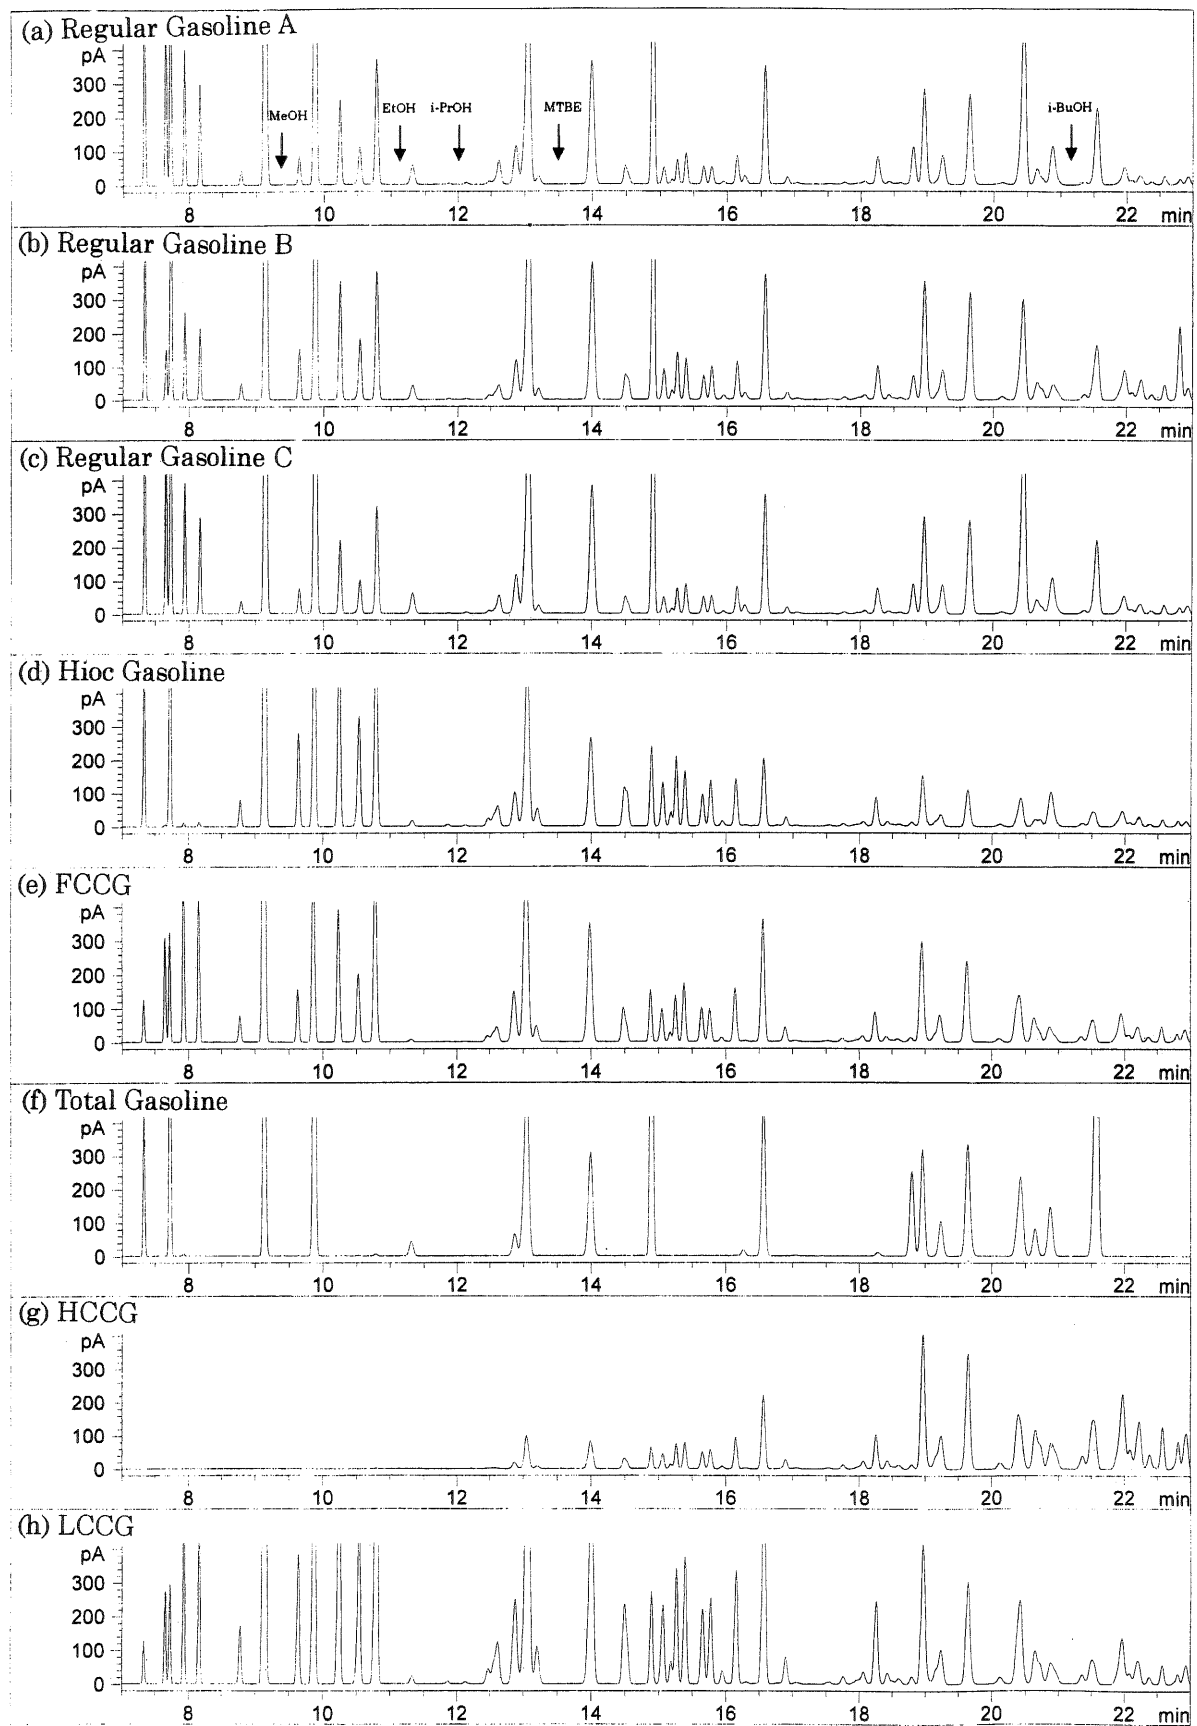 (a) Regular Gasoline A
pA
300
200
100
0
MeOH EtOH i-PrOH MTBE i-BuOH
8 10 12 14 16 18 20 22 min
(b) Regular Gasoline B
pA
300
200
100
0
8 10 12 14 16 18 20 22 min
(c) Regular Gasoline C
pA
300
200
100
0
8 10 12 14 16 18 20 22 min
(d) Hioc Gasoline
pA
300
200
100
0
8 10 12 14 16 18 20 22 min
(e) FCCG
pA
300
200
100
0
8 10 12 14 16 18 20 22 min
(f) Total Gasoline
pA
300
200
100
0
8 10 12 14 16 18 20 22 min
(g) HCCG
pA
300
200
100
0
8 10 12 14 16 18 20 22 min
(h) LCCG
pA
300
200
100
0
8 10 12 14 16 18 20 22 min